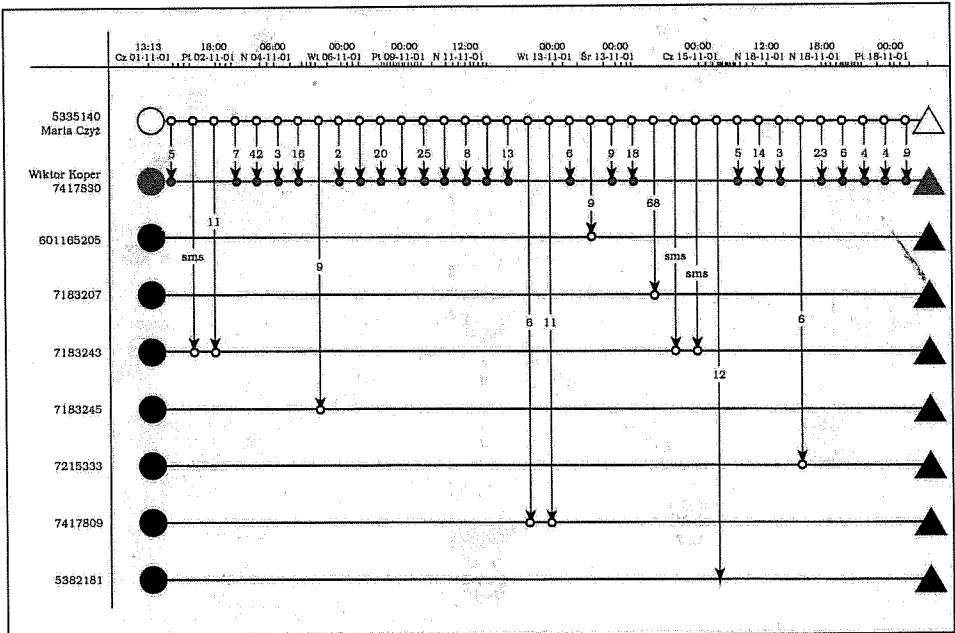 13:13 18:00 06:00 00:00 00:00 12:00 00:00 00:00 00:00 12:00 00:00
Cz 01-11-01 Pt 02-11-01 N 04-11-01 Wt 06-11-01 Pt 09-11-01 N 11-11-01 Wt 13-11-01 Śr 13-11-01 Cz 15-11-01 N 18-11-01 N 18-11-01 Pt 18-11-01
5335140
Maria Czyż
5 7 42 3 16 2 20 25 8 13 6 9 18 5 14 3 23 6 4 4 9
Wiktor Koper
7417830
11 9 68
601165205
sms sms sms
9
7183207
6 11 6
7183243
12
7183245
7215333
7417809
5382181